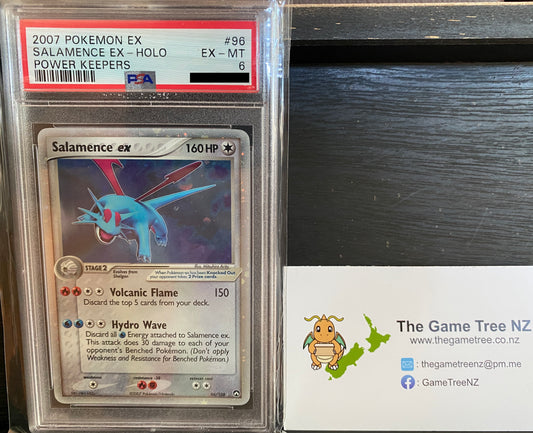 2007 POKEMON EX #96
SALAMENCE EX-HOLO EX-MT
POWER KEEPERS PSA 6
Salamence ex 160 HP
STAGE 2
Evolves from
Shelgon
When Pokémon-ex has been Knocked Out
your opponent takes 2 Prize cards.
Volcanic Flame 150
Discard the top 5 cards from your deck.
Hydro Wave
Discard all Energy attached to Salamence ex.
This attack does 30 damage to each of your
opponent's Benched Pokémon. (Don't apply
Weakness and Resistance for Benched Pokémon.)
weakness resistance -30 retreat cost
The Game Tree NZ
www.thegametree.co.nz
: thegametreenz@pm.me
: GameTreeNZ